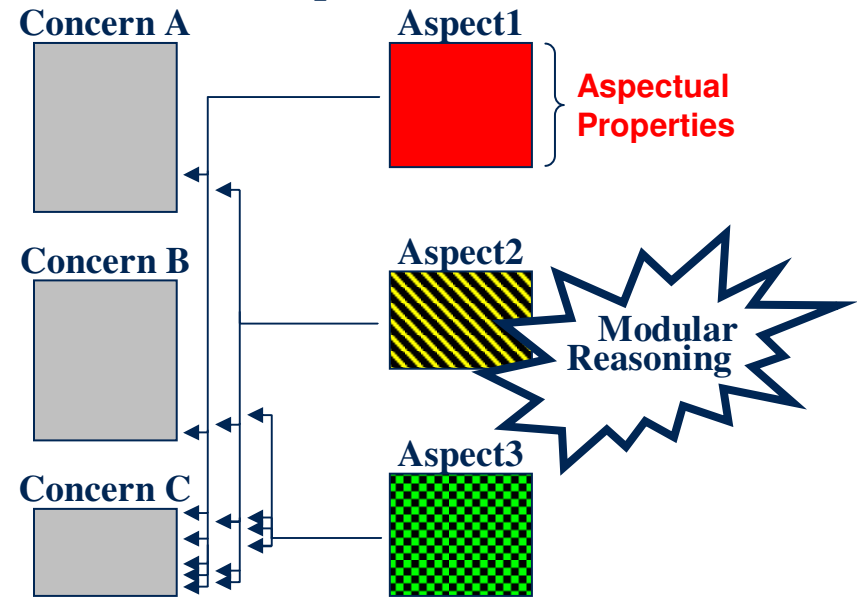 Concern A
Aspect1
Aspectual
Properties
Concern B
Aspect2
Modular
Reasoning
Aspect3
Concern C